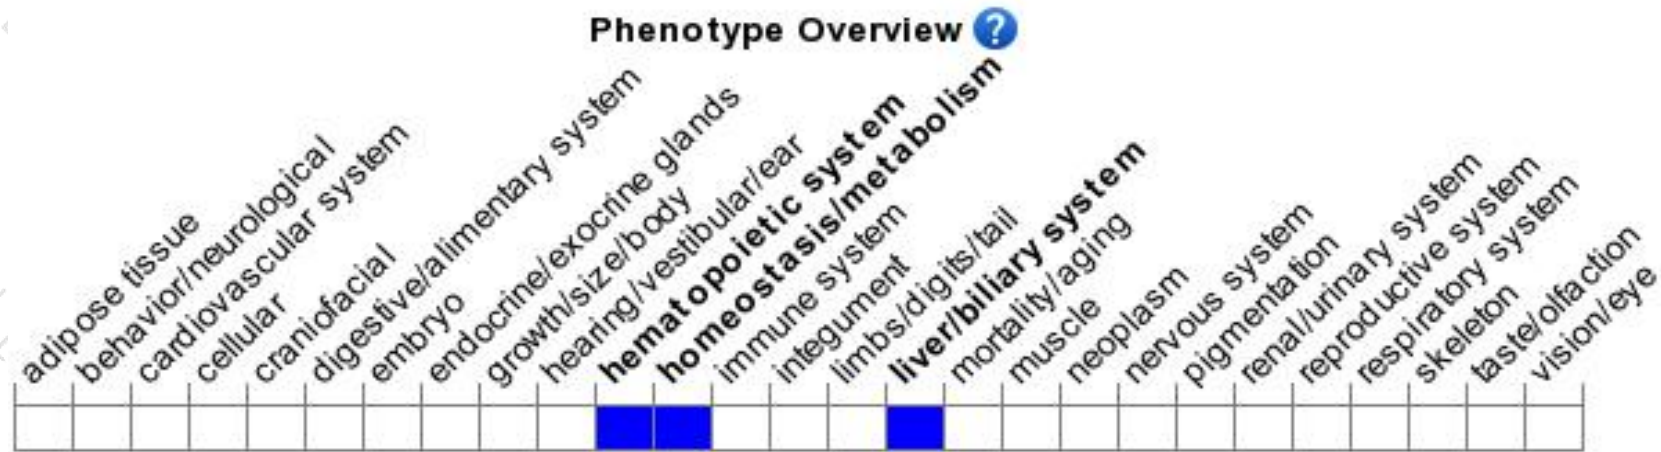 Phenotype Overview ?
adipose tissue
behavior/neurological
cardiovascular system
cellular
craniofacial
digestive/alimentary system
embryo
endocrine/exocrine glands
growth/size/body
hearing/vestibular/ear
hematopoietic system
homeostasis/metabolism
immune system
integument
limbs/digits/tail
liver/biliary system
mortality/aging
muscle
neoplasm
nervous system
pigmentation
renal/urinary system
reproductive system
respiratory system
skeleton
taste/olfaction
vision/eye